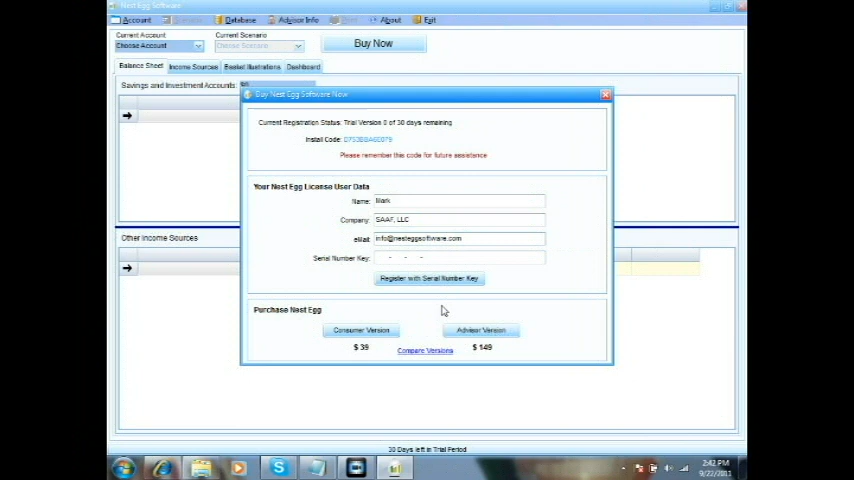 Nest Egg Software
Account
Database
Advisor Info
About
Exit
Current Account
Current Scenario
Choose Account
Choose Scenario
Buy Now
Balance Sheet
Income Sources
Basket Illustrations
Dashboard
Savings and Investment Accounts: $0
Buy Nest Egg Software Now
Current Registration Status: Trial Version 0 of 30 days remaining
Install Code:
Please remember this code for future assistance
Your Nest Egg License User Data
Name: Mark
Company: SAAF, LLC
eMail: info@nesteggsoftware.com
Serial Number Key: - - -
Register with Serial Number Key
Other Income Sources
Purchase Nest Egg
Consumer Version
Advisor Version
$ 39
Compare Versions
$ 149
30 Days left in Trial Period
2:42 PM
9/22/2011